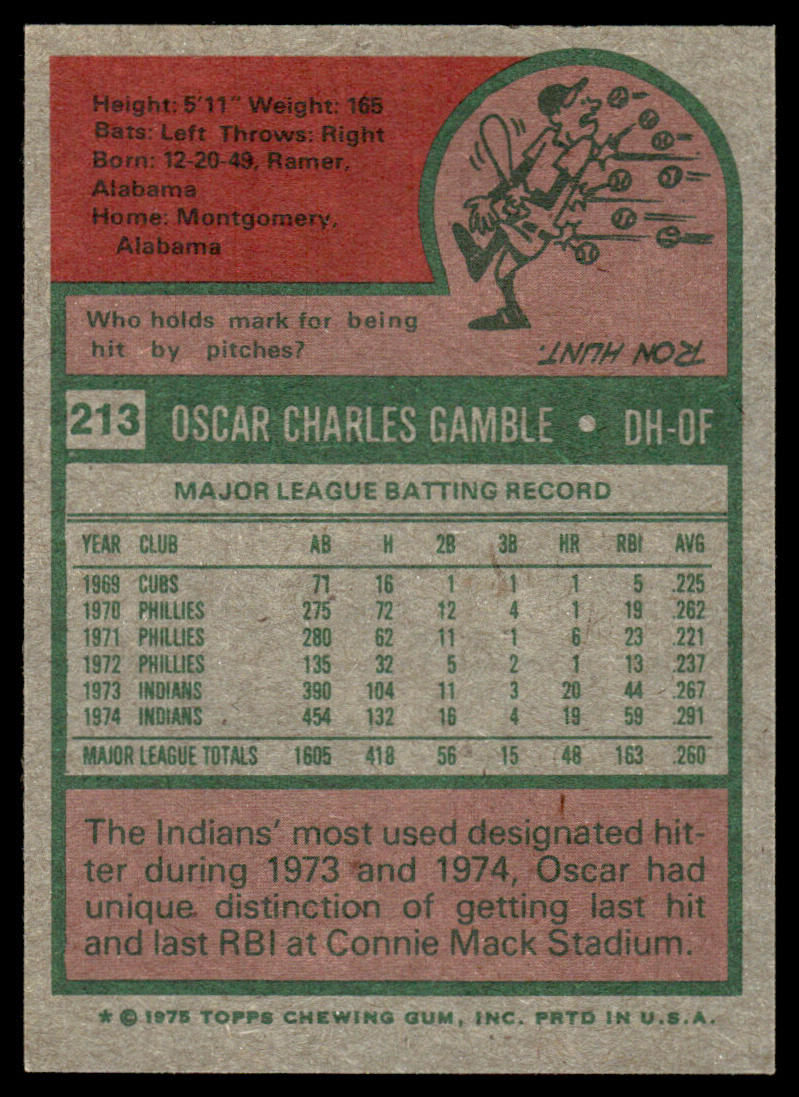 Height: 5'11" Weight: 165
Bats: Left Throws: Right
Born: 12-20-49, Ramer,
Alabama
Home: Montgomery,
Alabama
Who holds mark for being
hit by pitches?
RON HUNT.
213 OSCAR CHARLES GAMBLE • DH-OF
MAJOR LEAGUE BATTING RECORD
YEAR CLUB AB H 2B 3B HR RBI AVG
1969 CUBS 71 16 1 1 1 5 .225
1970 PHILLIES 275 72 12 4 1 19 .262
1971 PHILLIES 280 62 11 1 6 23 .221
1972 PHILLIES 135 32 5 2 1 13 .237
1973 INDIANS 390 104 11 3 20 44 .267
1974 INDIANS 454 132 16 4 19 59 .291
MAJOR LEAGUE TOTALS 1605 418 56 15 48 163 .260
The Indians' most used designated hit-
ter during 1973 and 1974, Oscar had
unique distinction of getting last hit
and last RBI at Connie Mack Stadium.
* © 1975 TOPPS CHEWING GUM, INC. PRTD IN U.S.A.